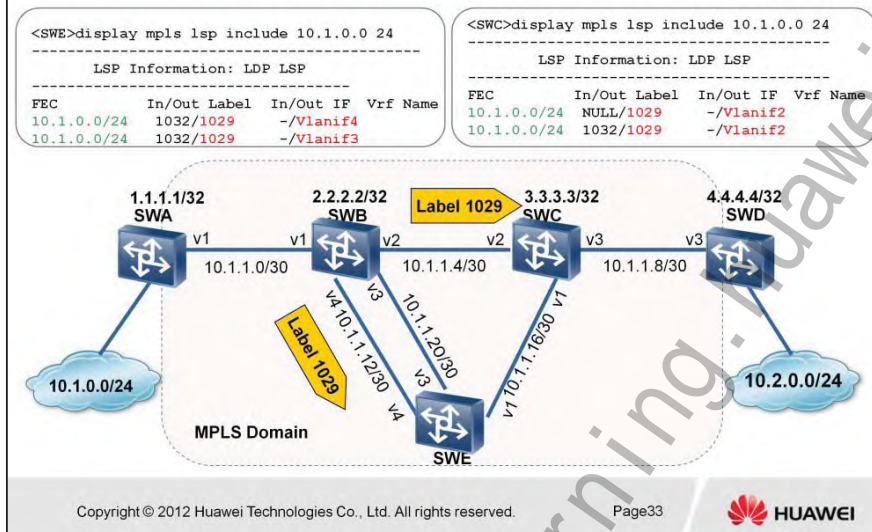 <SWE>display mpls lsp include 10.1.0.0 24
----------------------------------------
LSP Information: LDP LSP
---------------------------------
FEC In/Out Label In/Out IF Vrf Name
10.1.0.0/24 1032/1029 -/Vlanif4
10.1.0.0/24 1032/1029 -/Vlanif3
<SWC>display mpls lsp include 10.1.0.0 24
---------------------------------------
LSP Information: LDP LSP
---------------------------------------
FEC In/Out Label In/Out IF Vrf Name
10.1.0.0/24 NULL/1029 -/Vlanif2
10.1.0.0/24 1032/1029 -/Vlanif2
1.1.1.1/32
SWA
2.2.2.2/32
SWB
Label 1029
3.3.3.3/32
SWC
4.4.4.4/32
SWD
v1
v1
v2
v2
v3
v3
10.1.1.0/30
10.1.1.4/30
10.1.1.8/30
v4 10.1.1.12/30 v4
v3 10.1.1.20/30 v3
v1 10.1.1.16/30 v1
Label 1029
10.1.0.0/24
10.2.0.0/24
MPLS Domain
SWE
Copyright © 2012 Huawei Technologies Co., Ltd. All rights reserved.
Page33
HUAWEI
rning.huawei.